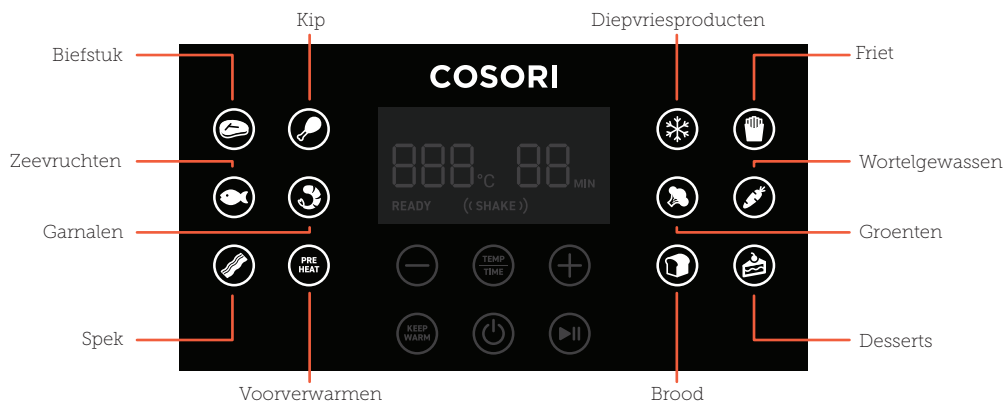 Kip
Diepvriesproducten
Biefstuk
Friet
COSORI
Zeevruchten
Wortelgewassen
888 °C 88 MIN
READY ((SHAKE))
Garnalen
Groenten
PRE
HEAT
TEMP
TIME
KEEP
WARM
Spek
Desserts
Voorverwarmen
Brood